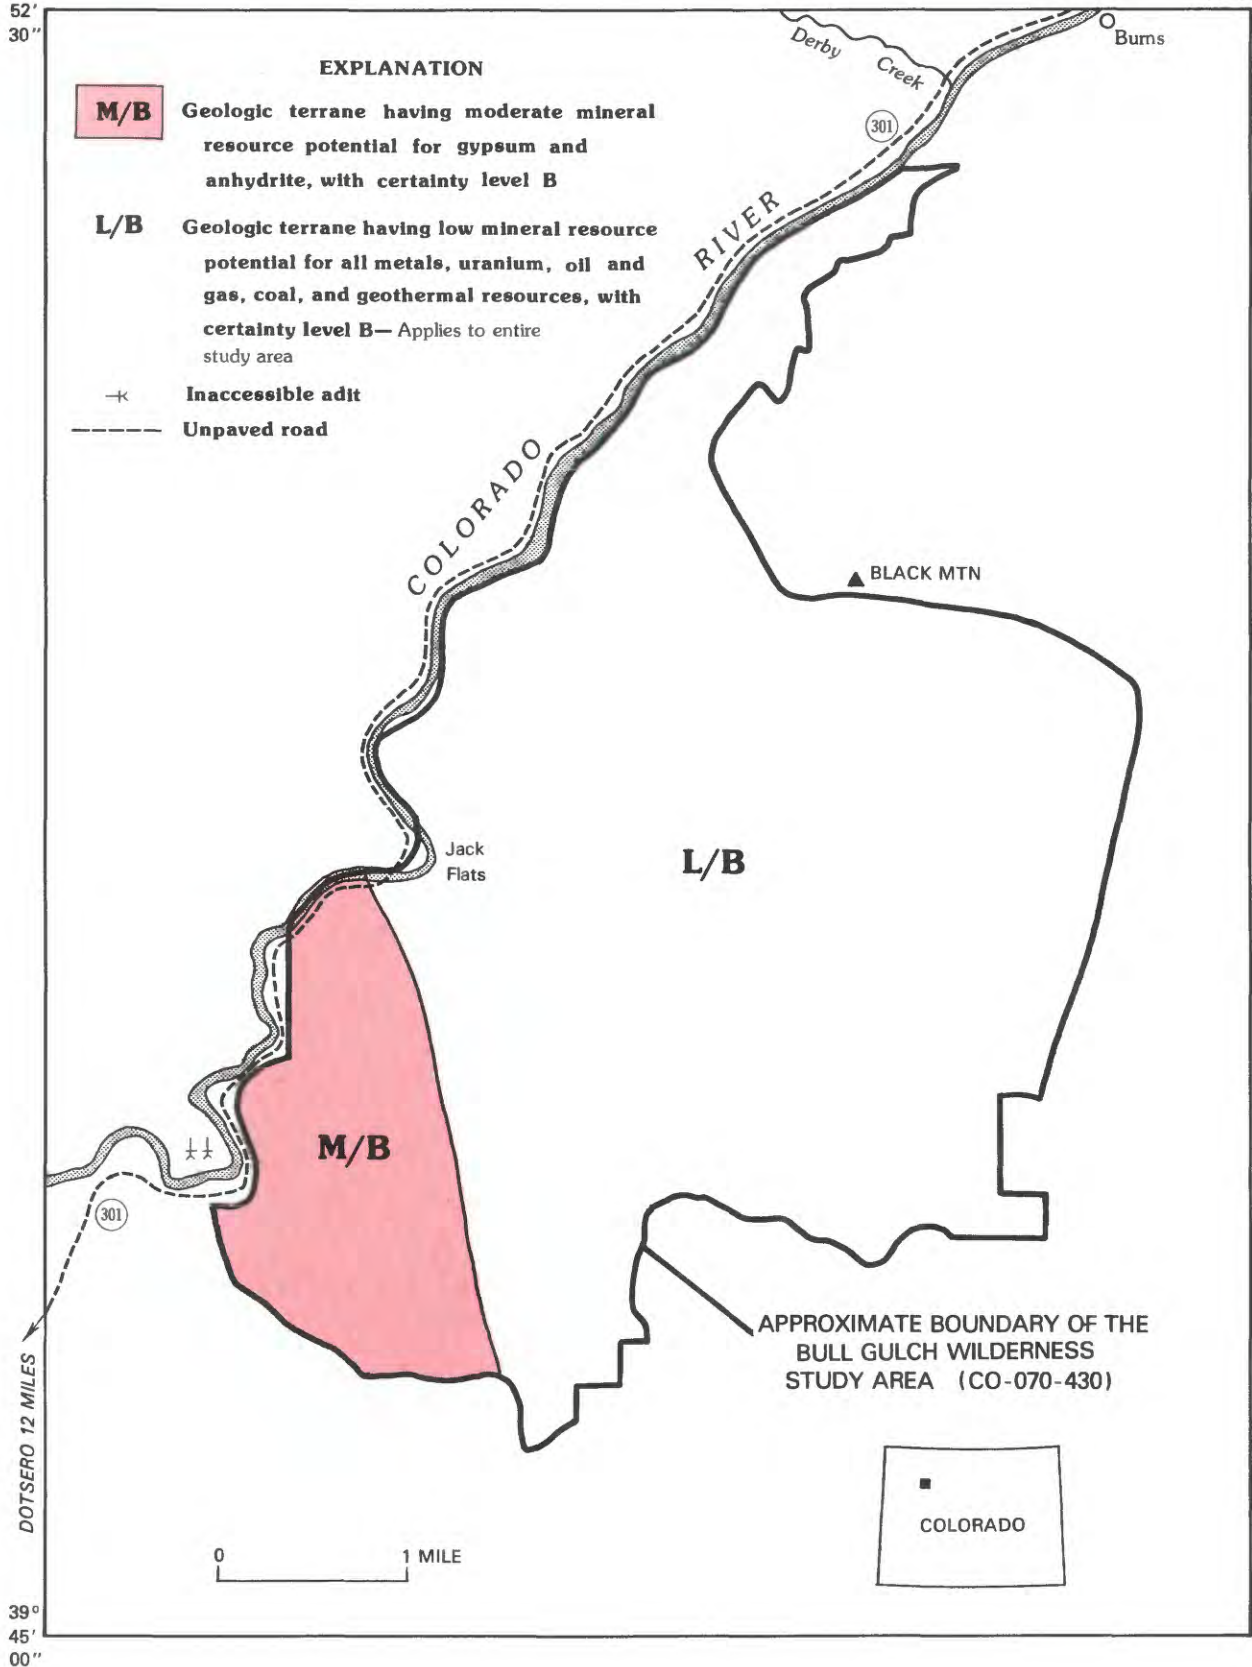 52'
30"
Derby
Creek
Burns
301
EXPLANATION
M/B Geologic terrane having moderate mineral
resource potential for gypsum and
anhydrite, with certainty level B
L/B Geologic terrane having low mineral resource
potential for all metals, uranium, oil and
gas, coal, and geothermal resources, with
certainty level B— Applies to entire
study area
Inaccessible adit
Unpaved road
COLORADO RIVER
BLACK MTN
Jack
Flats
L/B
M/B
301
DOTSERO 12 MILES
APPROXIMATE BOUNDARY OF THE
BULL GULCH WILDERNESS
STUDY AREA (CO-070-430)
COLORADO
0 1 MILE
39°
45'
00"